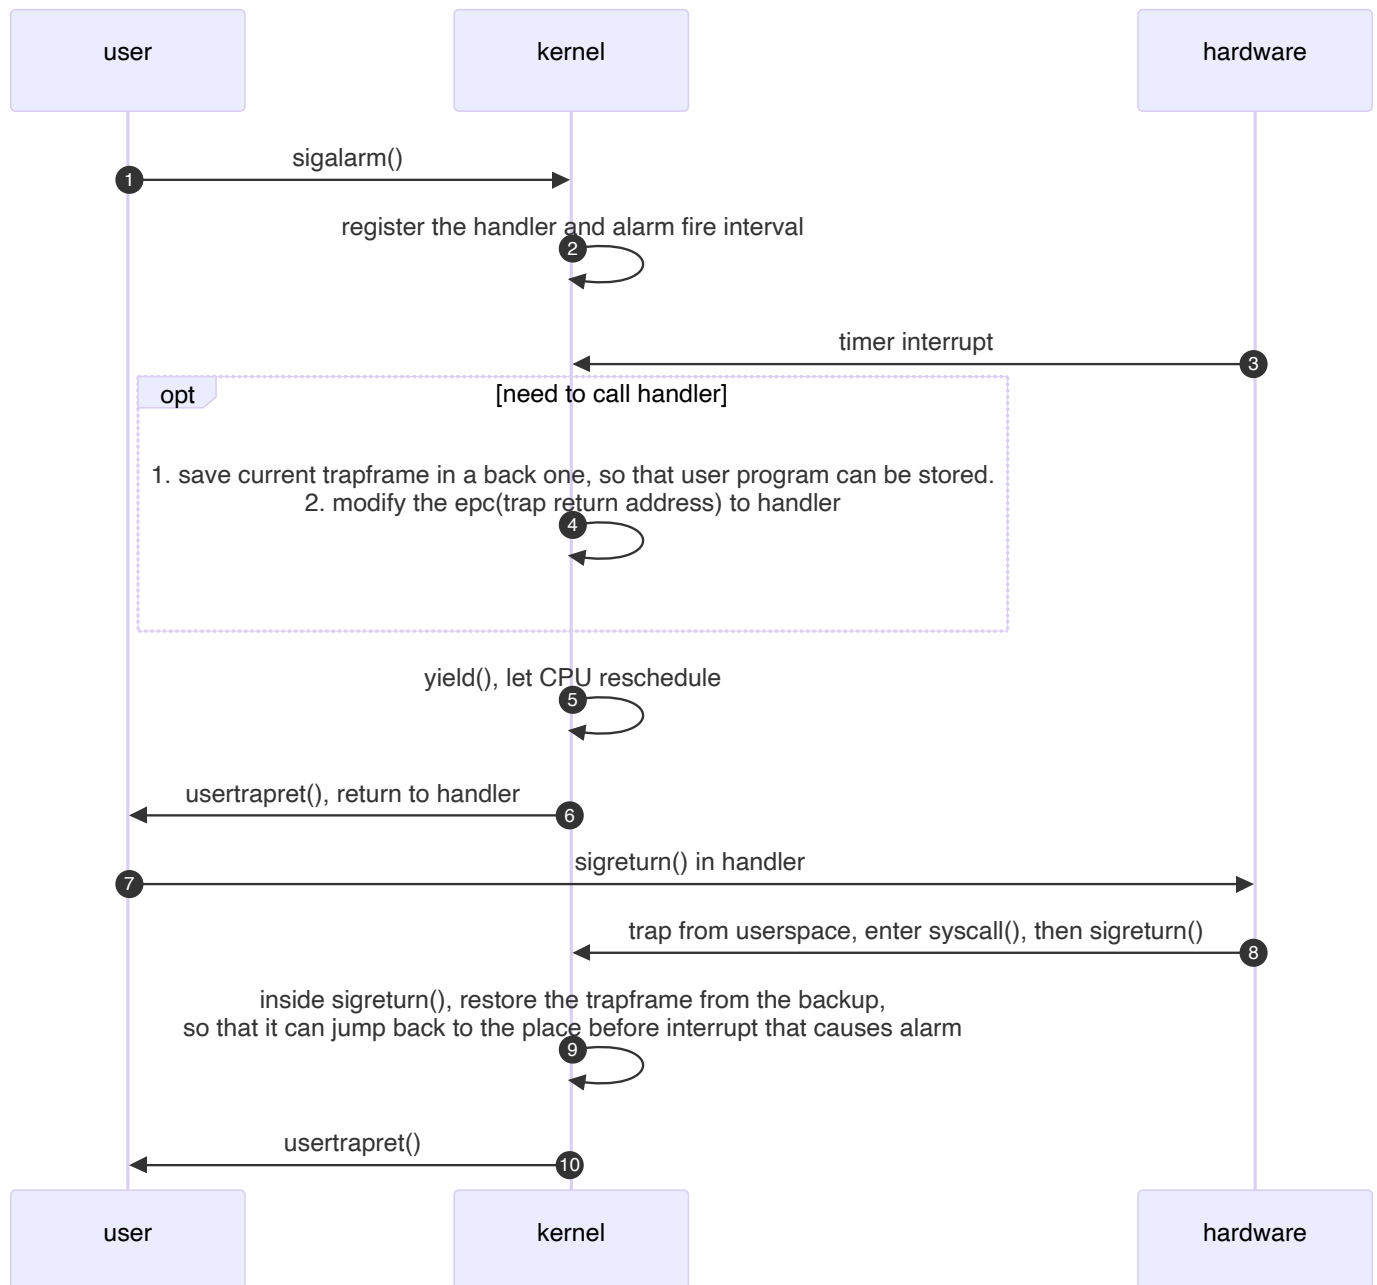 user
kernel
hardware
sigalarm()
1
register the handler and alarm fire interval
2
timer interrupt
3
opt
[need to call handler]
1. save current trapframe in a back one, so that user program can be stored.
2. modify the epc(trap return address) to handler
4
yield(), let CPU reschedule
5
usertrapret(), return to handler
6
sigreturn() in handler
7
trap from userspace, enter syscall(), then sigreturn()
8
inside sigreturn(), restore the trapframe from the backup,
so that it can jump back to the place before interrupt that causes alarm
9
usertrapret()
10
user
kernel
hardware